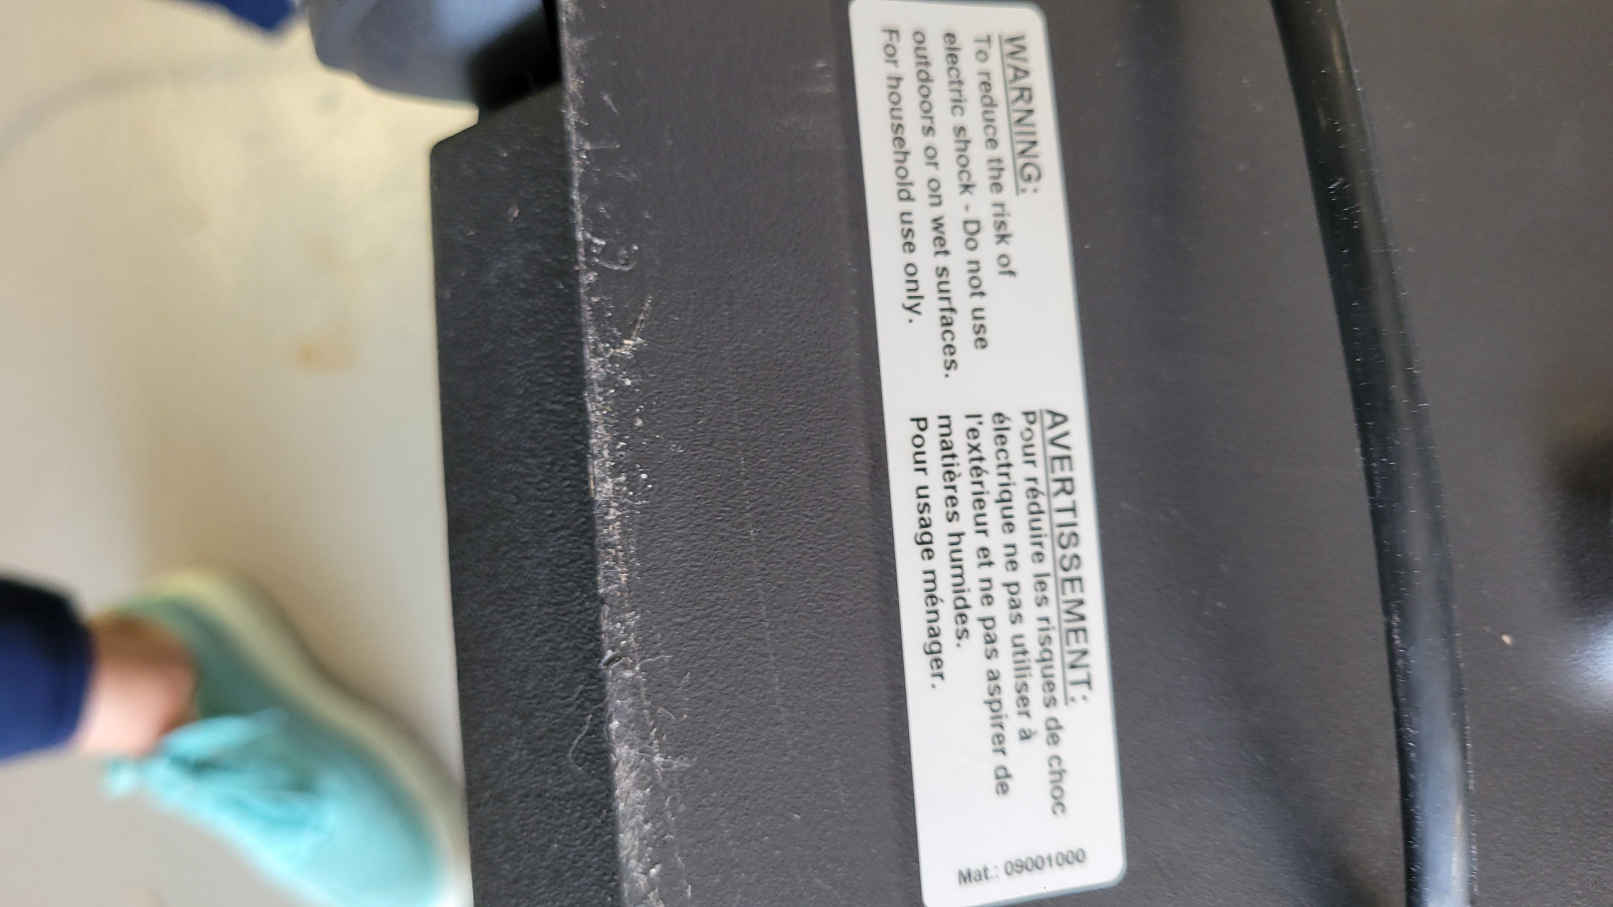 WARNING:
To reduce the risk of
electric shock - Do not use
outdoors or on wet surfaces.
For household use only.
AVERTISSEMENT:
Pour réduire les risques de choc
électrique ne pas utiliser à
l'extérieur et ne pas aspirer de
matières humides.
Pour usage ménager.
Mat.: 09001000